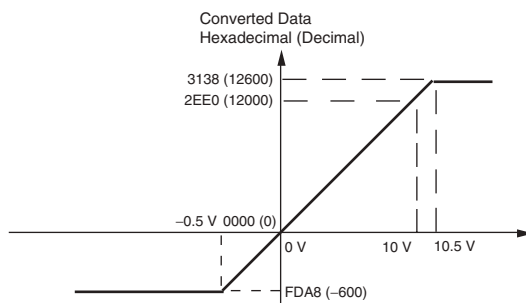 Converted Data
Hexadecimal (Decimal)
3138 (12600)
2EE0 (12000)
−0.5 V 0000 (0)
0 V
10 V
10.5 V
FDA8 (−600)